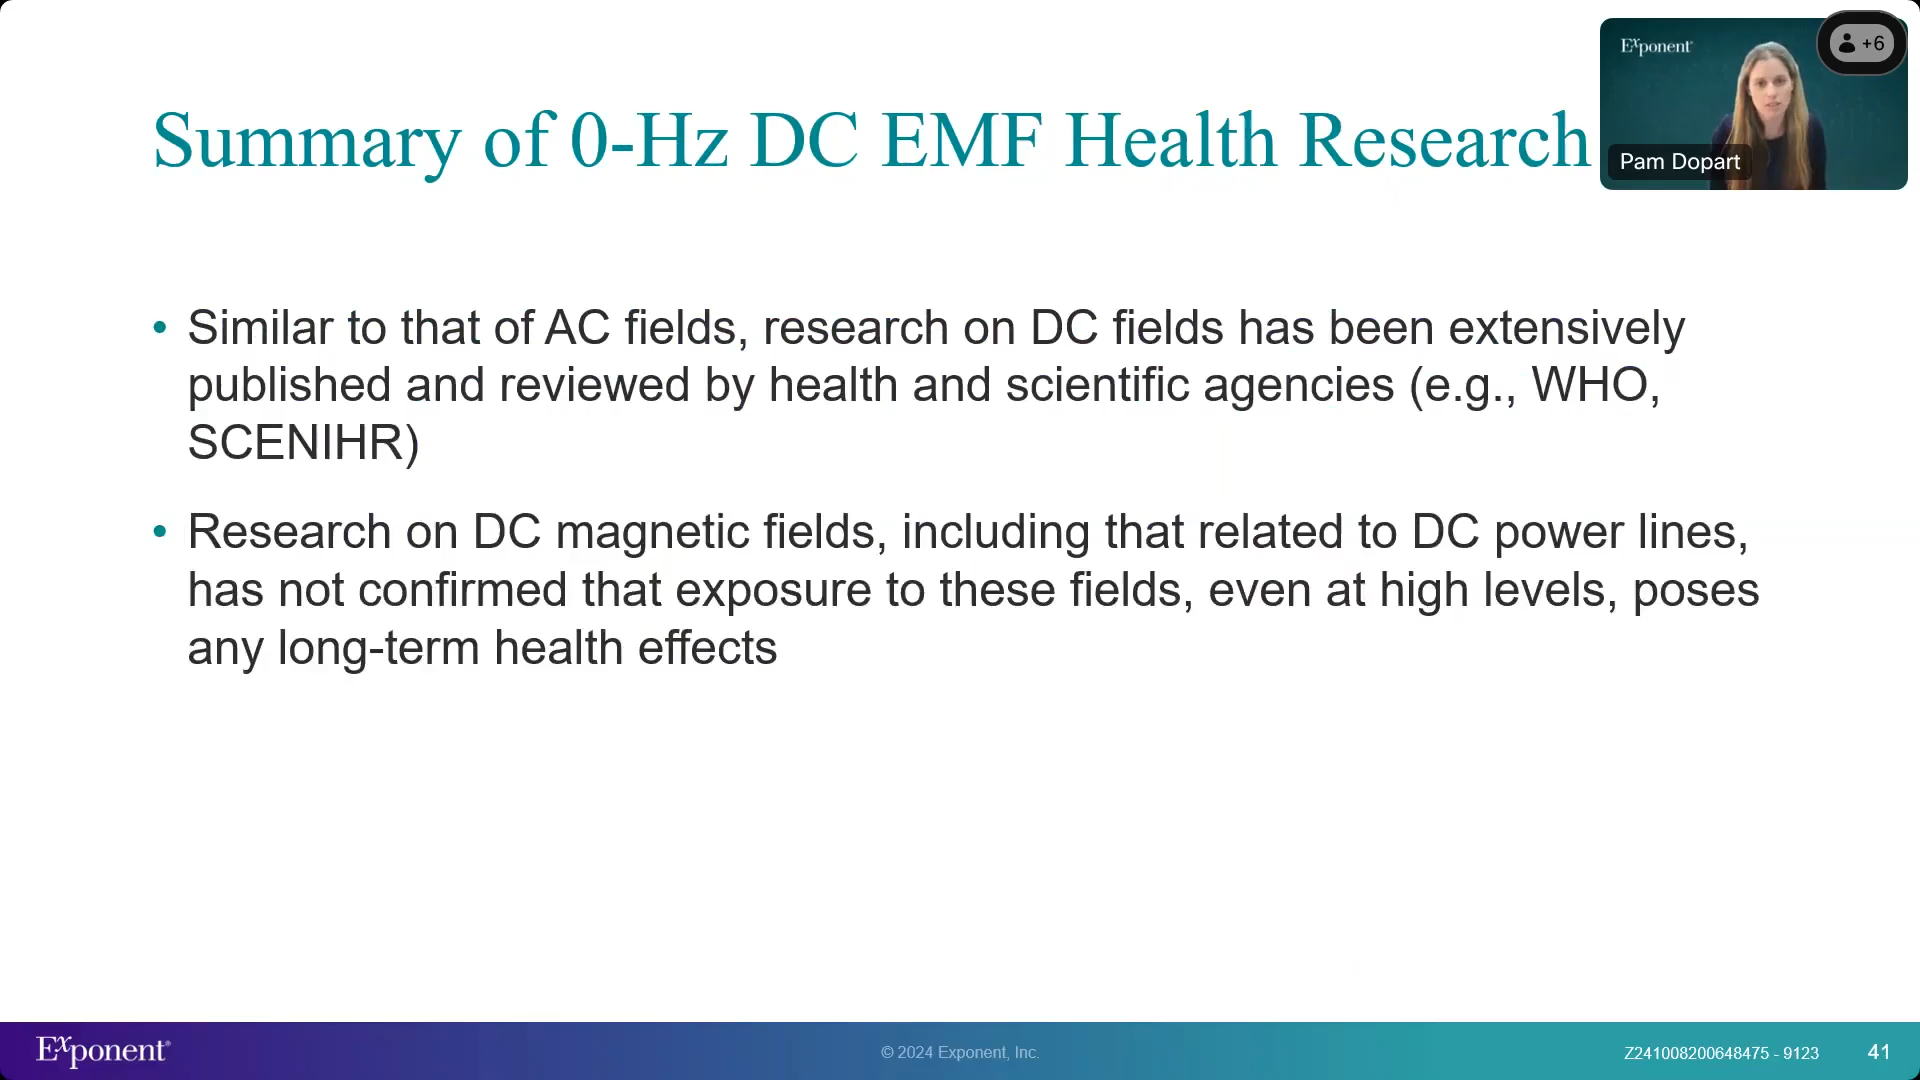 Exponent
+6
Pam Dopart
Summary of 0-Hz DC EMF Health Research
• Similar to that of AC fields, research on DC fields has been extensively
published and reviewed by health and scientific agencies (e.g., WHO,
SCENIHR)
• Research on DC magnetic fields, including that related to DC power lines,
has not confirmed that exposure to these fields, even at high levels, poses
any long-term health effects
Exponent®
© 2024 Exponent, Inc.
Z241008200648475 - 9123
41